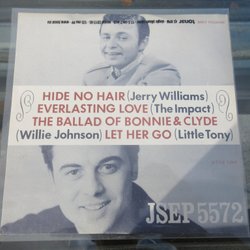 HIDE NO HAIR (Jerry Williams)
EVERLASTING LOVE (The Impact)
THE BALLAD OF BONNIE & CLYDE
(Willie Johnson) LET HER GO (Little Tony)
JSEP 5572